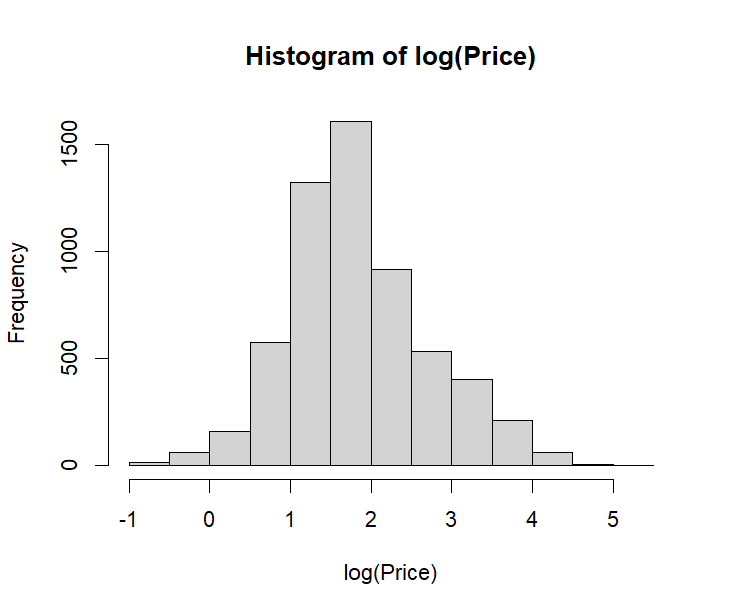 Histogram of log(Price)
Frequency
1500
1000
500
0
-1 0 1 2 3 4 5
log(Price)